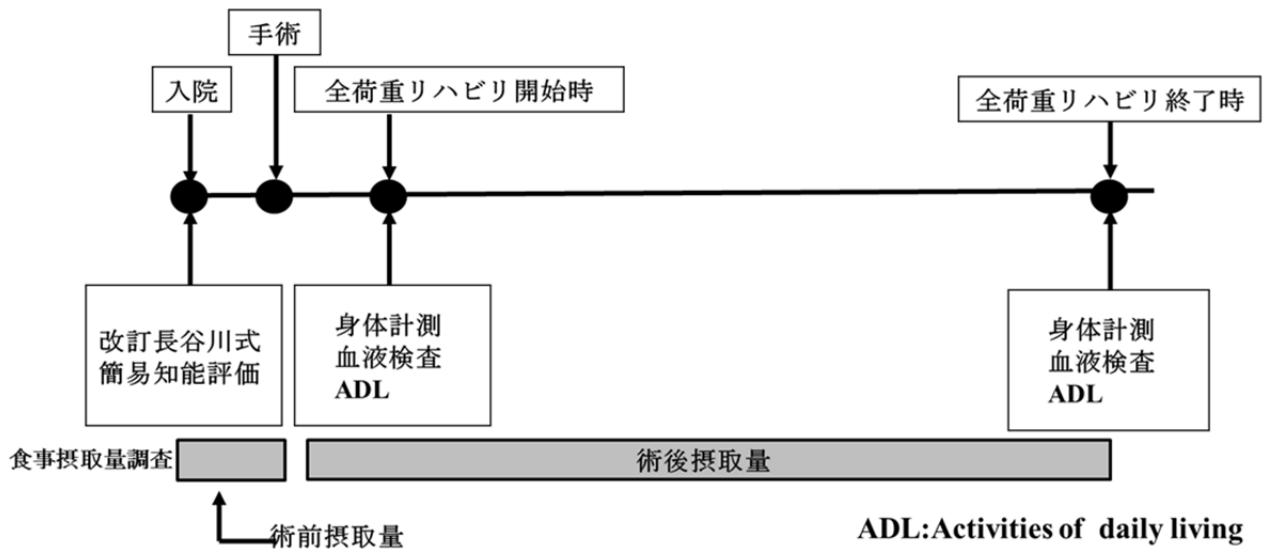 手術
入院
全荷重リハビリ開始時
全荷重リハビリ終了時
改訂長谷川式
簡易知能評価
身体計測
血液検査
ADL
身体計測
血液検査
ADL
食事摂取量調査
術後摂取量
術前摂取量
ADL:Activities of daily living